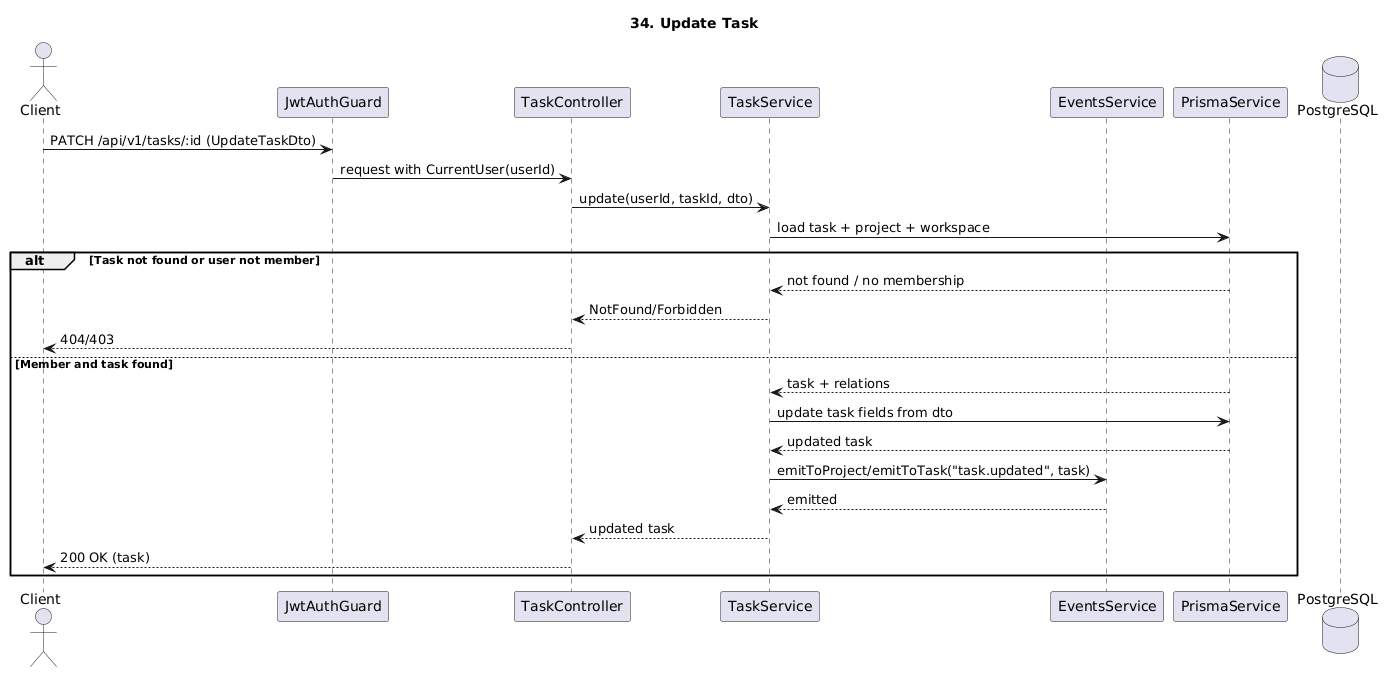 34. Update Task
Client
JwtAuthGuard
TaskController
TaskService
EventsService
PrismaService
PostgreSQL
PATCH /api/v1/tasks/:id (UpdateTaskDto)
request with CurrentUser(userId)
update(userId, taskId, dto)
load task + project + workspace
alt [Task not found or user not member]
not found / no membership
NotFound/Forbidden
404/403
[Member and task found]
task + relations
update task fields from dto
updated task
emitToProject/emitToTask("task.updated", task)
emitted
updated task
200 OK (task)
Client
JwtAuthGuard
TaskController
TaskService
EventsService
PrismaService
PostgreSQL